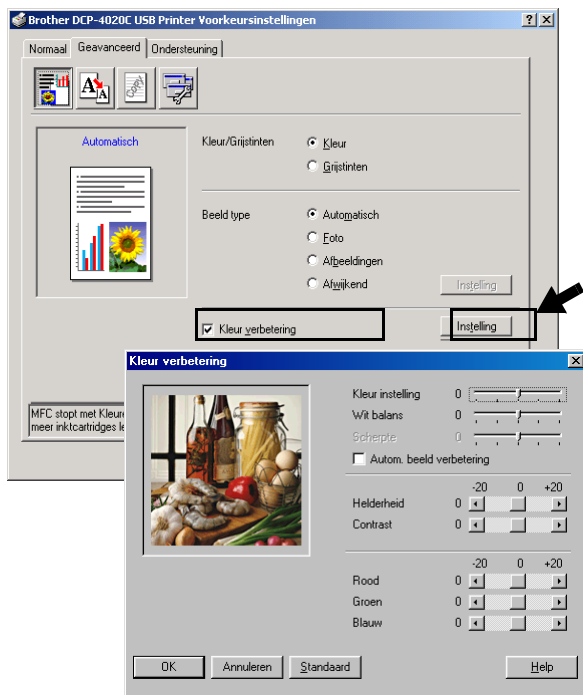 Brother DCP-4020C USB Printer Voorkeursinstellingen
Normaal Geavanceerd Ondersteuning
Automatisch
Kleur/Grijstinten
Kleur
Grijstinten
Beeld type
Automatisch
Foto
Afbeeldingen
Afwijkend
Instelling
Kleur verbetering
Instelling
MFC stopt met Kleure
meer inktcartridges le
Kleur verbetering
Kleur instelling 0
Wit balans 0
Scherpte 0
Autom. beeld verbetering
-20 0 +20
Helderheid 0
Contrast 0
-20 0 +20
Rood 0
Groen 0
Blauw 0
OK Annuleren Standaard Help